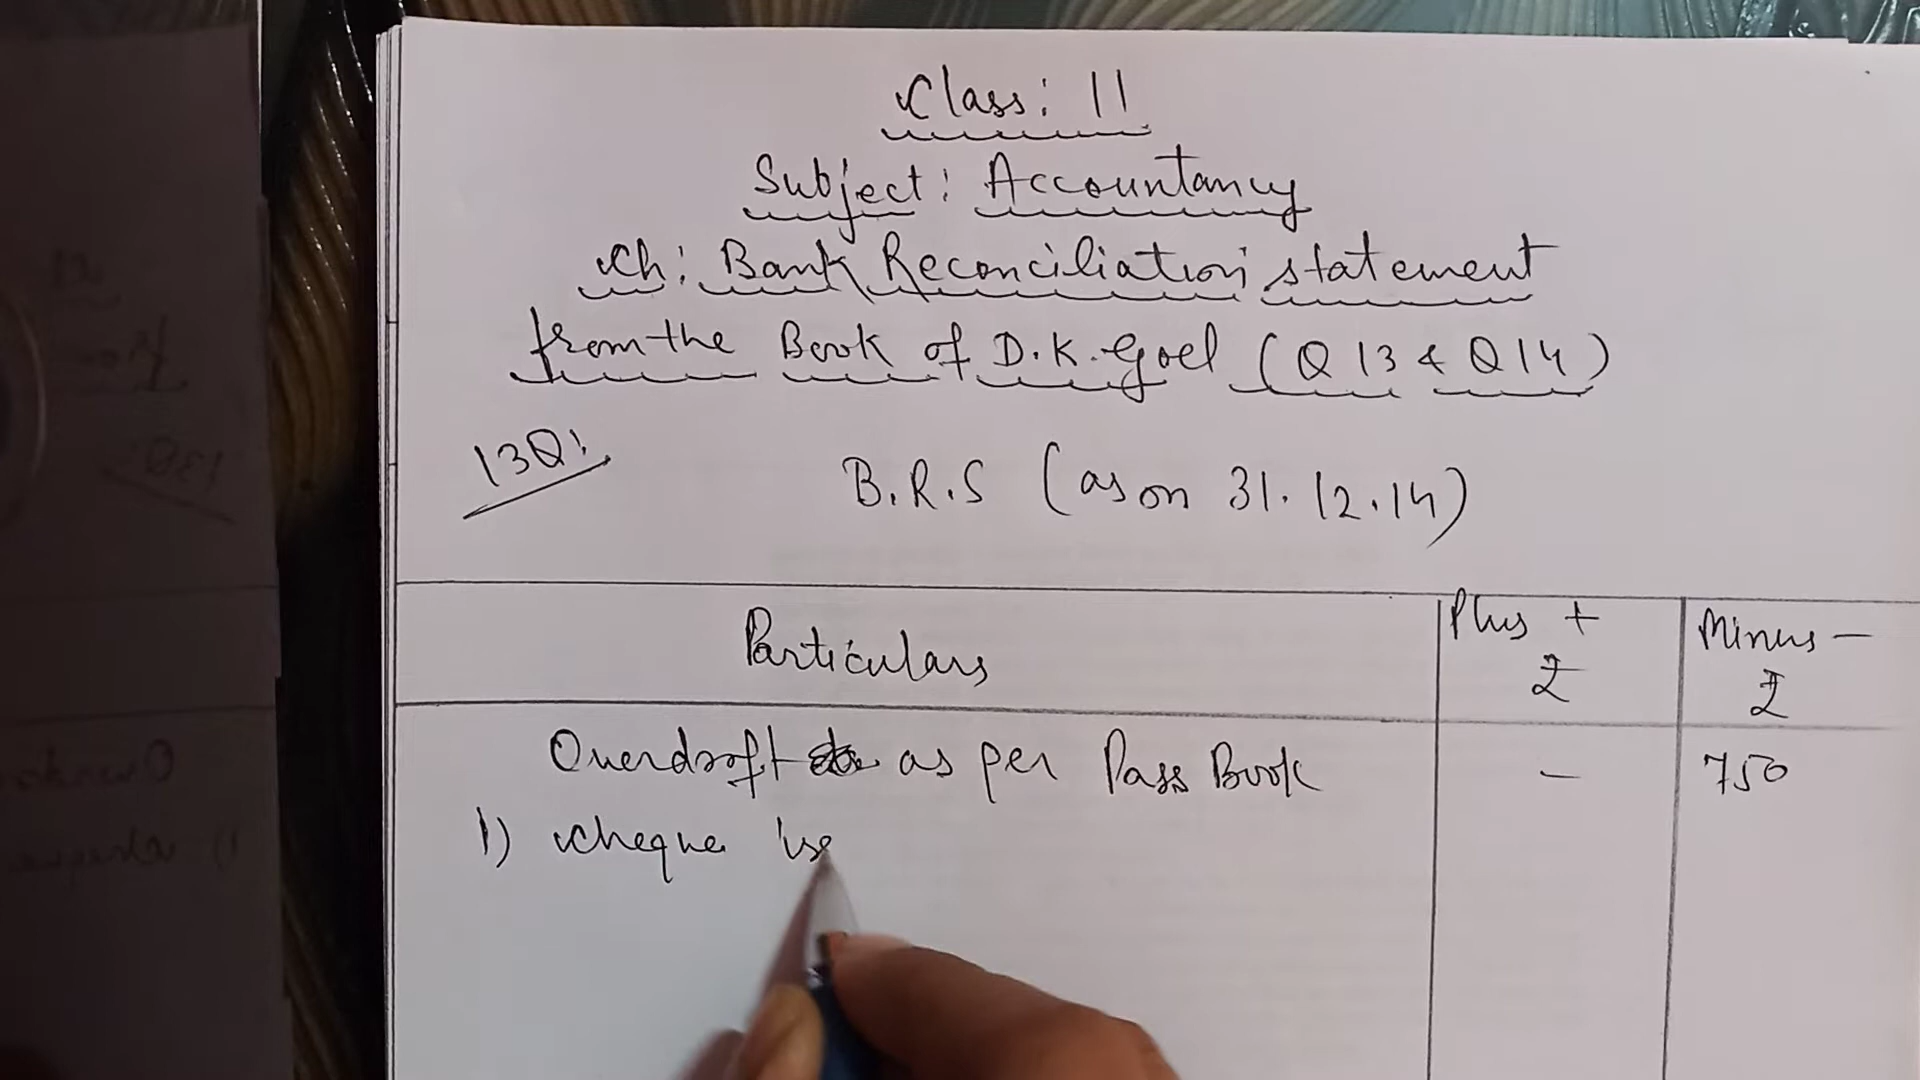 Class: 11
Subject: Accountancy
Ch: Bank Reconciliation statement
from the Book of D.K. Goel (Q 13 & Q 14)
13Q:
B.R.S (as on 31.12.14)
Particulars
Plus +
₹
Minus -
₹
Overdraft as per Pass Book
-
750
1) Cheque